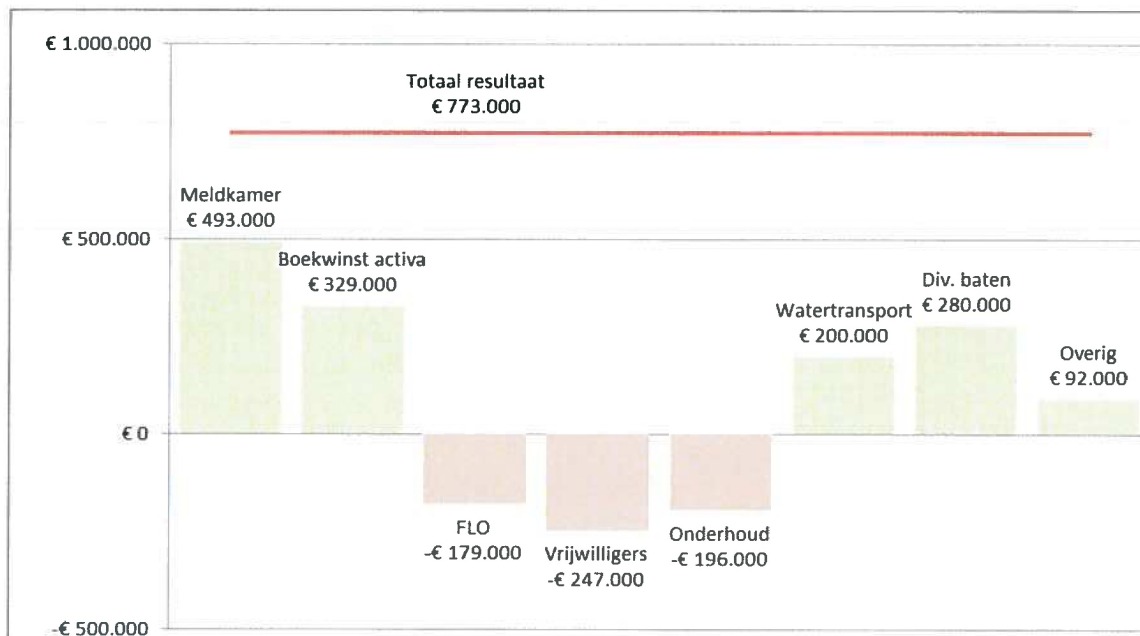 € 1.000.000
Totaal resultaat
€ 773.000
Meldkamer
€ 493.000
€ 500.000
Boekwinst activa
€ 329.000
Watertransport
€ 200.000
Div. baten
€ 280.000
Overig
€ 92.000
€ 0
FLO
-€ 179.000
Vrijwilligers
-€ 247.000
Onderhoud
-€ 196.000
-€ 500.000